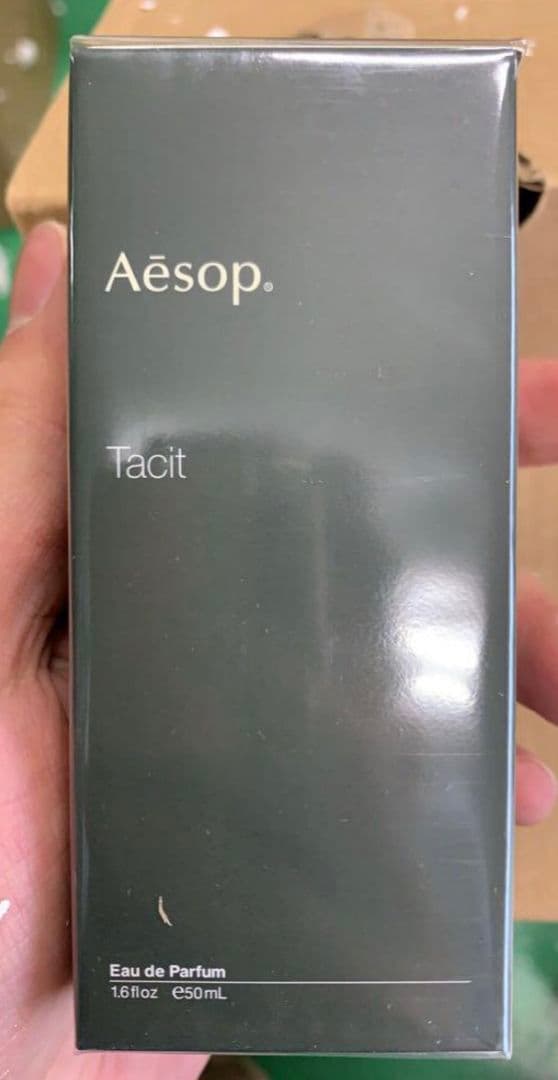 Aēsop®
Tacit
Eau de Parfum
1.6 fl oz ℮50 mL